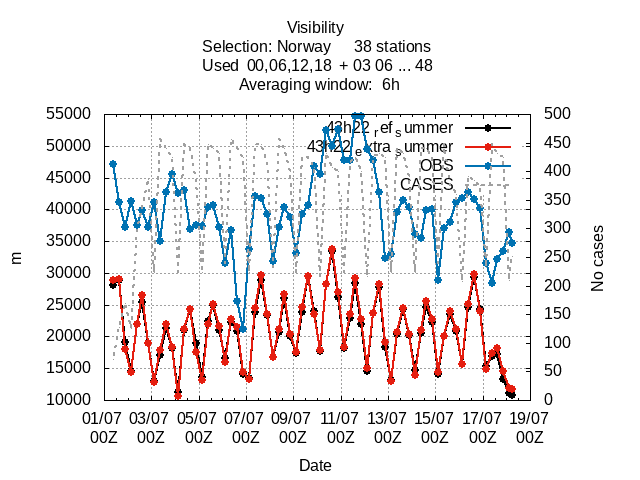 Visibility
Selection: Norway 38 stations
Used 00,06,12,18 + 03 06 ... 48
Averaging window: 6h
55000
50000
45000
40000
35000
30000
25000
20000
15000
10000
m
500
450
400
350
300
250
200
150
100
50
0
No cases
43h22_ref_summer
43h22_extra_summer
OBS
CASES
01/07 03/07 05/07 07/07 09/07 11/07 13/07 15/07 17/07 19/07
00Z 00Z 00Z 00Z 00Z 00Z 00Z 00Z 00Z 00Z
Date